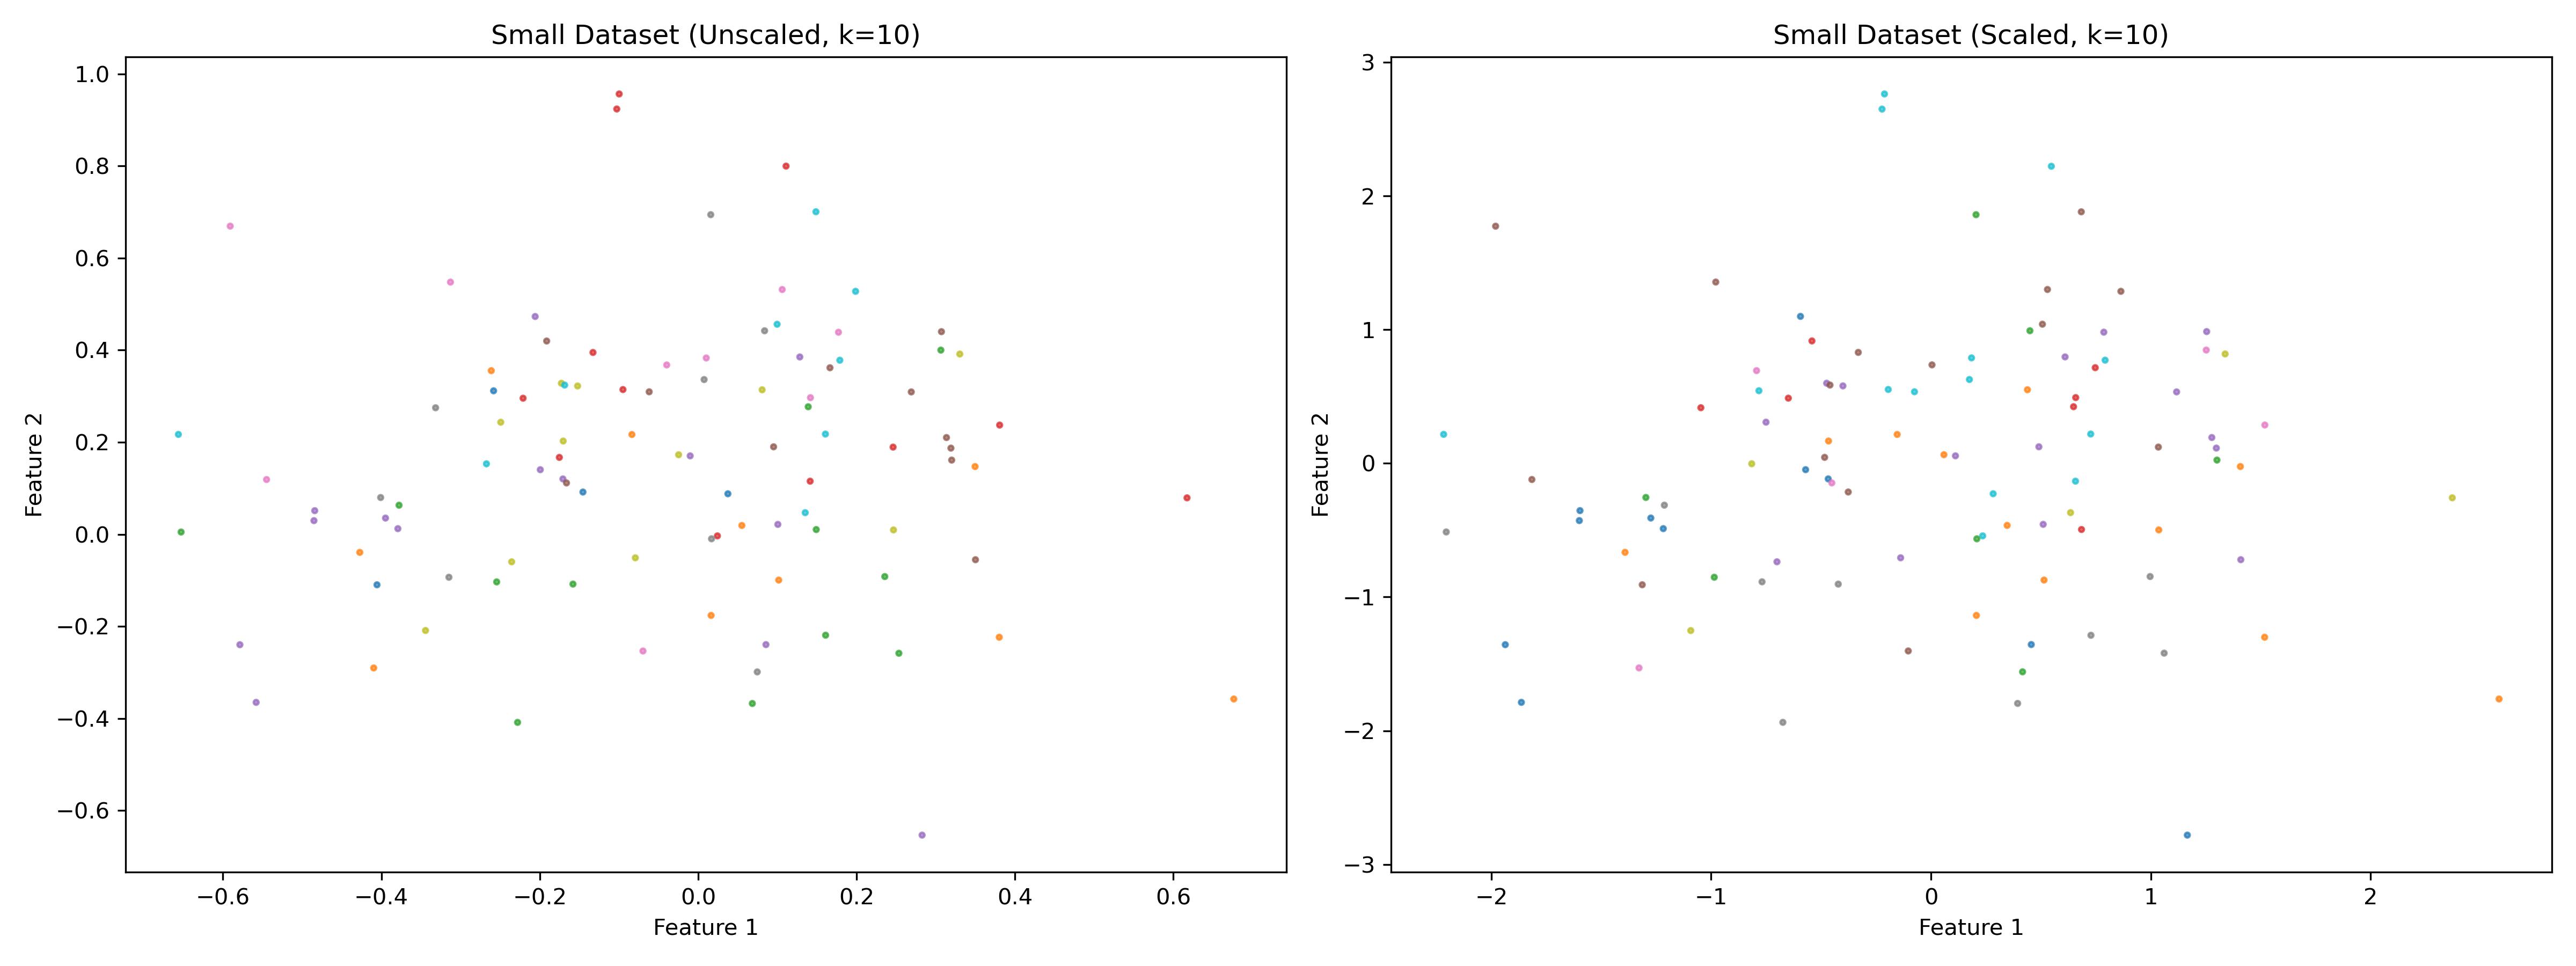 Small Dataset (Unscaled, k=10)
1.0
0.8
0.6
0.4
0.2
0.0
−0.2
−0.4
−0.6
Feature 2
−0.6 −0.4 −0.2 0.0 0.2 0.4 0.6
Feature 1
Small Dataset (Scaled, k=10)
3
2
1
0
−1
−2
−3
Feature 2
−2 −1 0 1 2
Feature 1